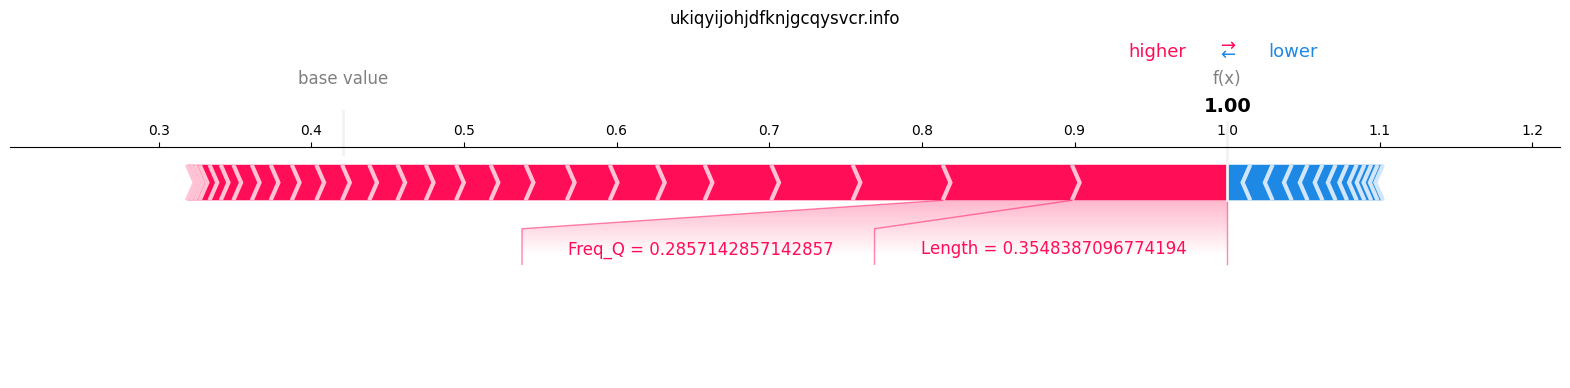 ukiqyijohjdfknjgcqysvcr.info
higher ⇄ lower
base value f(x)
1.00
0.3 0.4 0.5 0.6 0.7 0.8 0.9 1.0 1.1 1.2
Freq_Q = 0.2857142857142857 Length = 0.3548387096774194